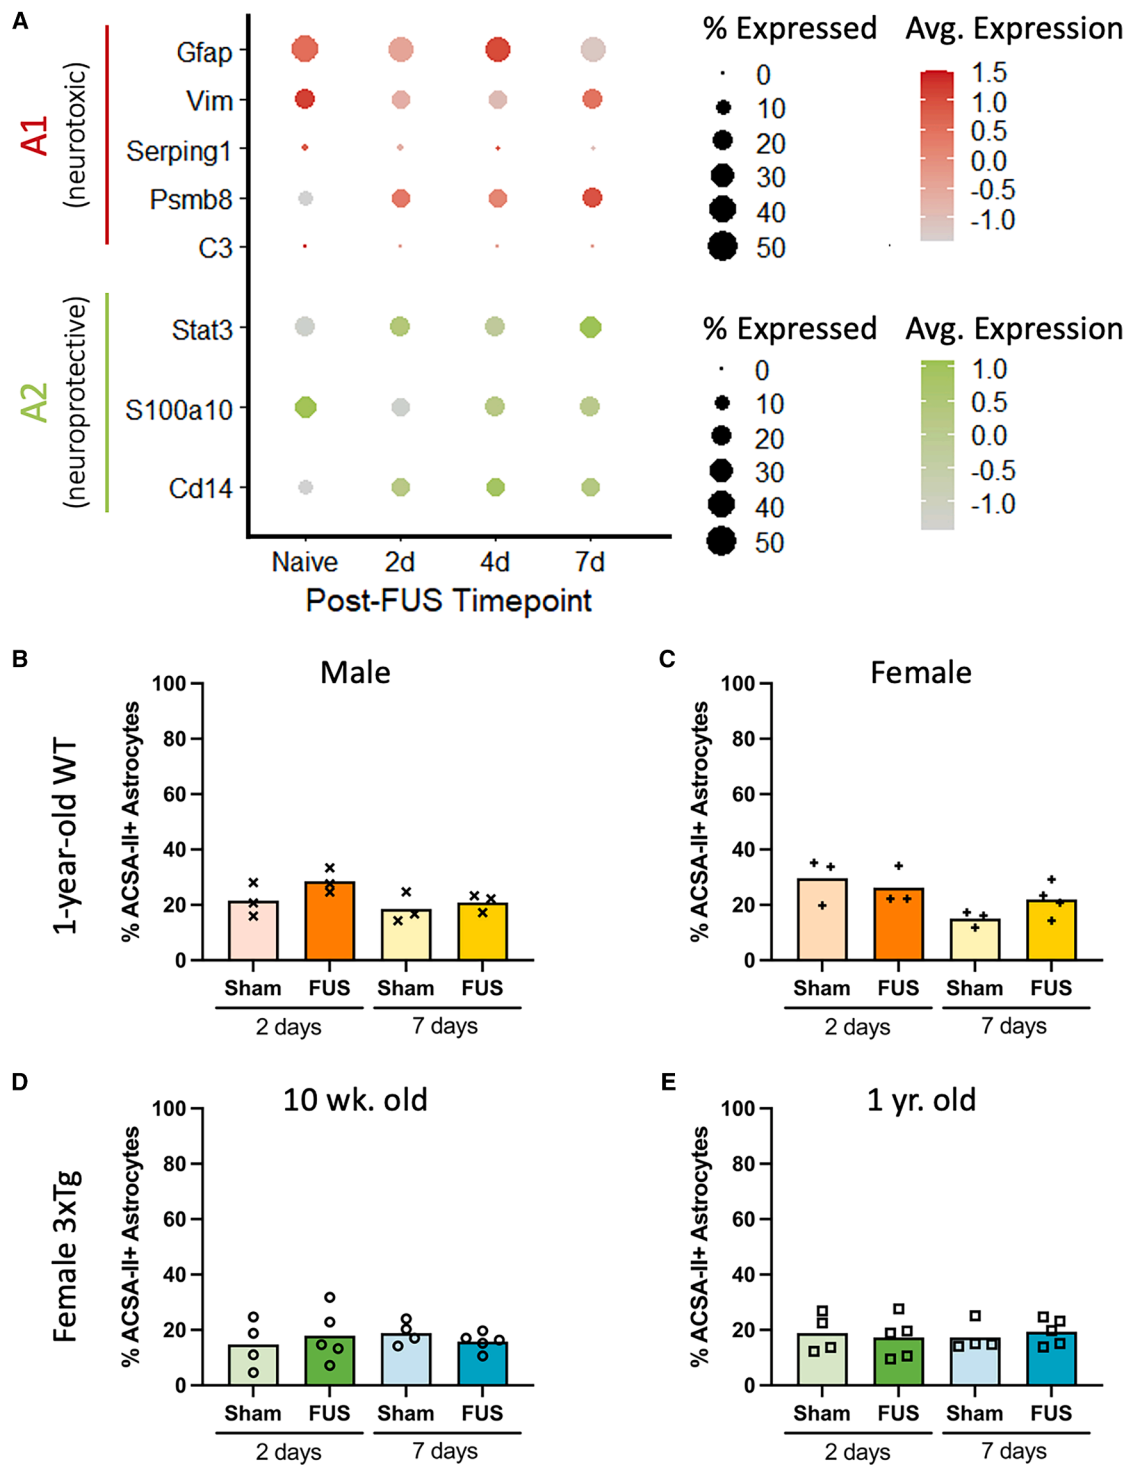 A
A1
(neurotoxic)
Gfap
Vim
Serping1
Psmb8
C3
A2
(neuroprotective)
Stat3
S100a10
Cd14
Naive 2d 4d 7d
Post-FUS Timepoint
% Expressed Avg. Expression
0
10
20
30
40
50
1.5
1.0
0.5
0.0
-0.5
-1.0
% Expressed Avg. Expression
0
10
20
30
40
50
1.0
0.5
0.0
-0.5
-1.0
1-year-old WT
B
Male
% ACSA-II+ Astrocytes
100
80
60
40
20
0
Sham FUS Sham FUS
2 days 7 days
C
Female
% ACSA-II+ Astrocytes
100
80
60
40
20
0
Sham FUS Sham FUS
2 days 7 days
Female 3xTg
D
10 wk. old
% ACSA-II+ Astrocytes
100
80
60
40
20
0
Sham FUS Sham FUS
2 days 7 days
E
1 yr. old
% ACSA-II+ Astrocytes
100
80
60
40
20
0
Sham FUS Sham FUS
2 days 7 days